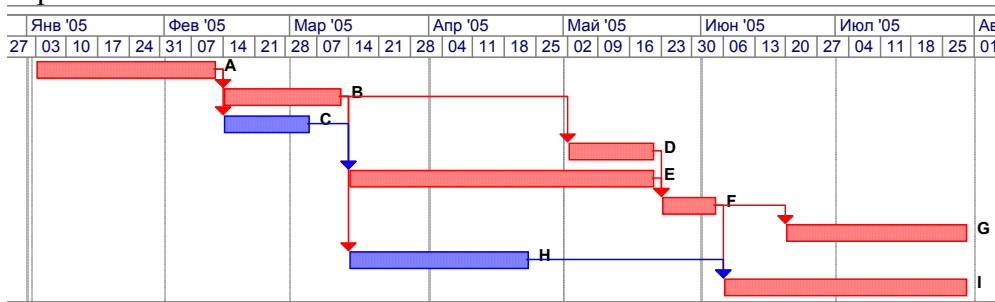 Янв '05 Фев '05 Мар '05 Апр '05 Май '05 Июн '05 Июл '05 Ав
27 03 10 17 24 31 07 14 21 28 07 14 21 28 04 11 18 25 02 09 16 23 30 06 13 20 27 04 11 18 25 01
A
B
C
D
E
F
G
H
I